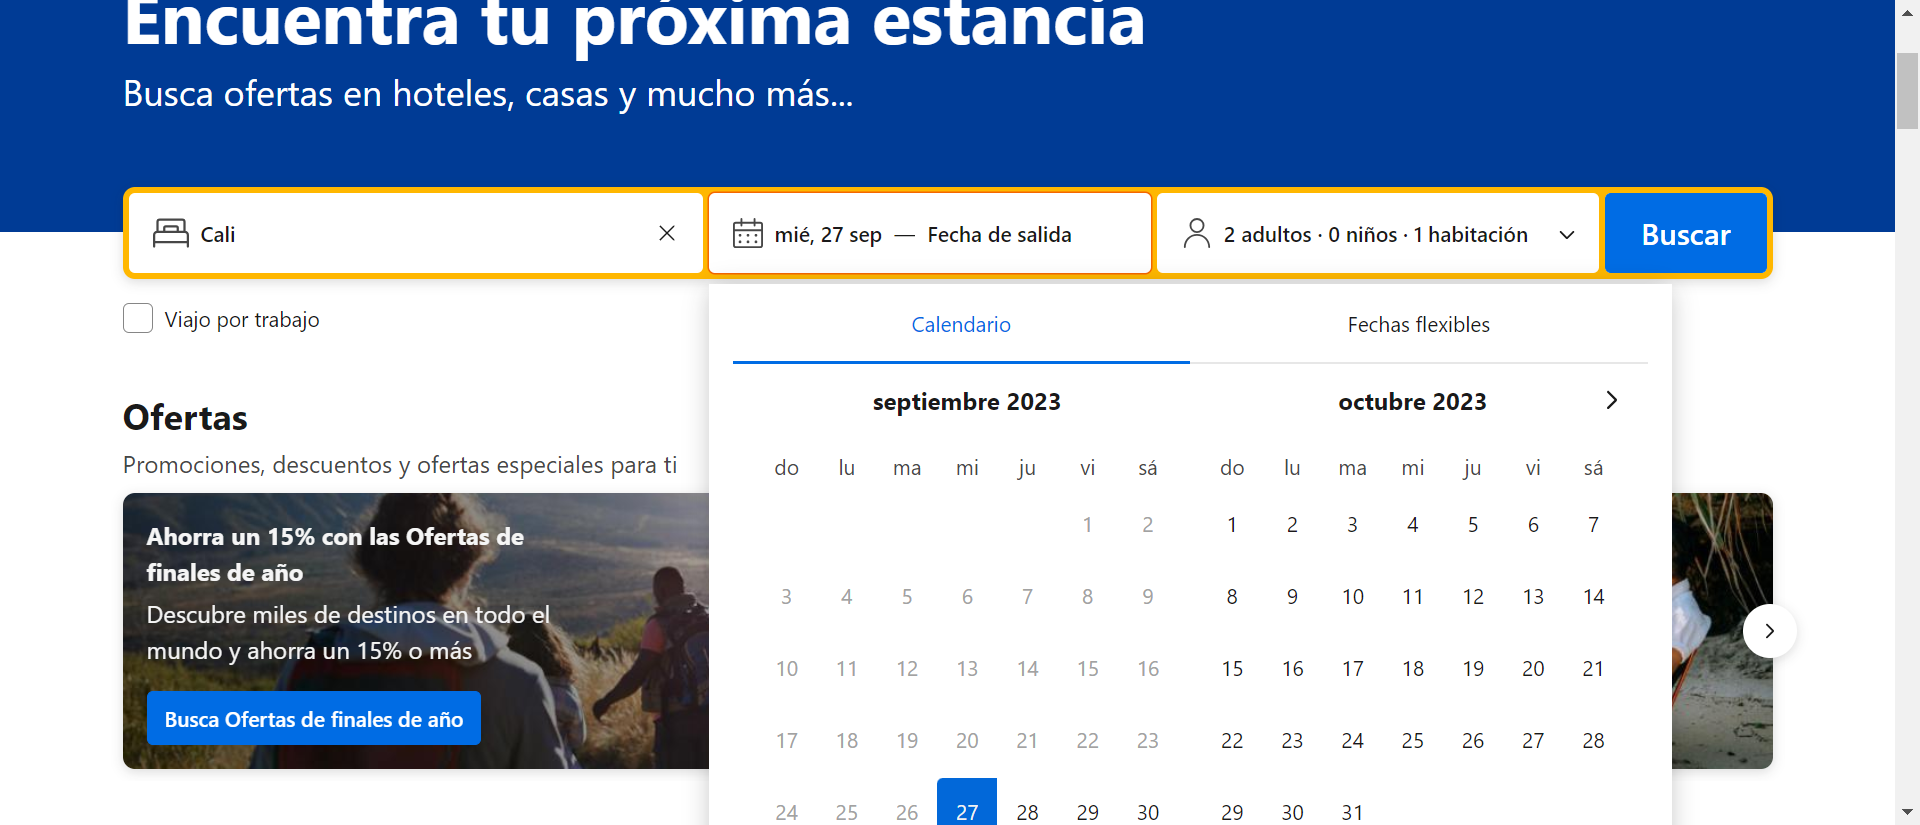 Encuentra tu próxima estancia
Busca ofertas en hoteles, casas y mucho más...
Cali
mié, 27 sep — Fecha de salida
2 adultos · 0 niños · 1 habitación
Buscar
Viajo por trabajo
Calendario
Fechas flexibles
septiembre 2023
do lu ma mi ju vi sá
1 2
3 4 5 6 7 8 9
10 11 12 13 14 15 16
17 18 19 20 21 22 23
24 25 26 27 28 29 30
octubre 2023
do lu ma mi ju vi sá
1 2 3 4 5 6 7
8 9 10 11 12 13 14
15 16 17 18 19 20 21
22 23 24 25 26 27 28
29 30 31
Ofertas
Promociones, descuentos y ofertas especiales para ti
Ahorra un 15% con las Ofertas de
finales de año
Descubre miles de destinos en todo el
mundo y ahorra un 15% o más
Busca Ofertas de finales de año